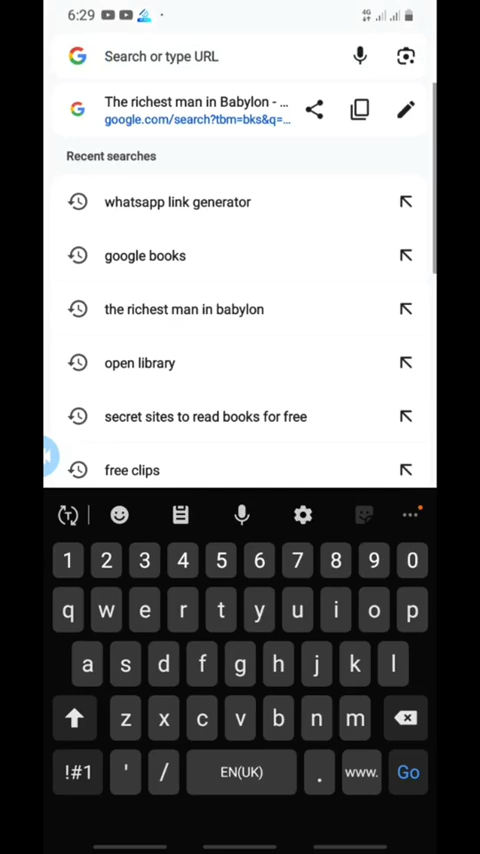 6:29
4G
Search or type URL
The richest man in Babylon - ...
google.com/search?tbm=bks&q=...
Recent searches
whatsapp link generator
google books
the richest man in babylon
open library
secret sites to read books for free
free clips
T
1 2 3 4 5 6 7 8 9 0
q w e r t y u i o p
a s d f g h j k l
z x c v b n m
!#1 ' / EN(UK) . www. Go